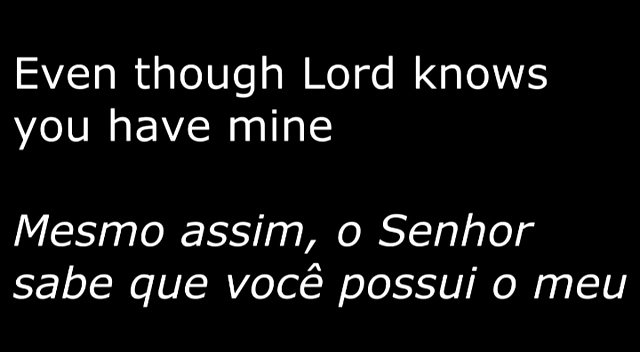 Even though Lord knows
you have mine
Mesmo assim, o Senhor
sabe que você possui o meu